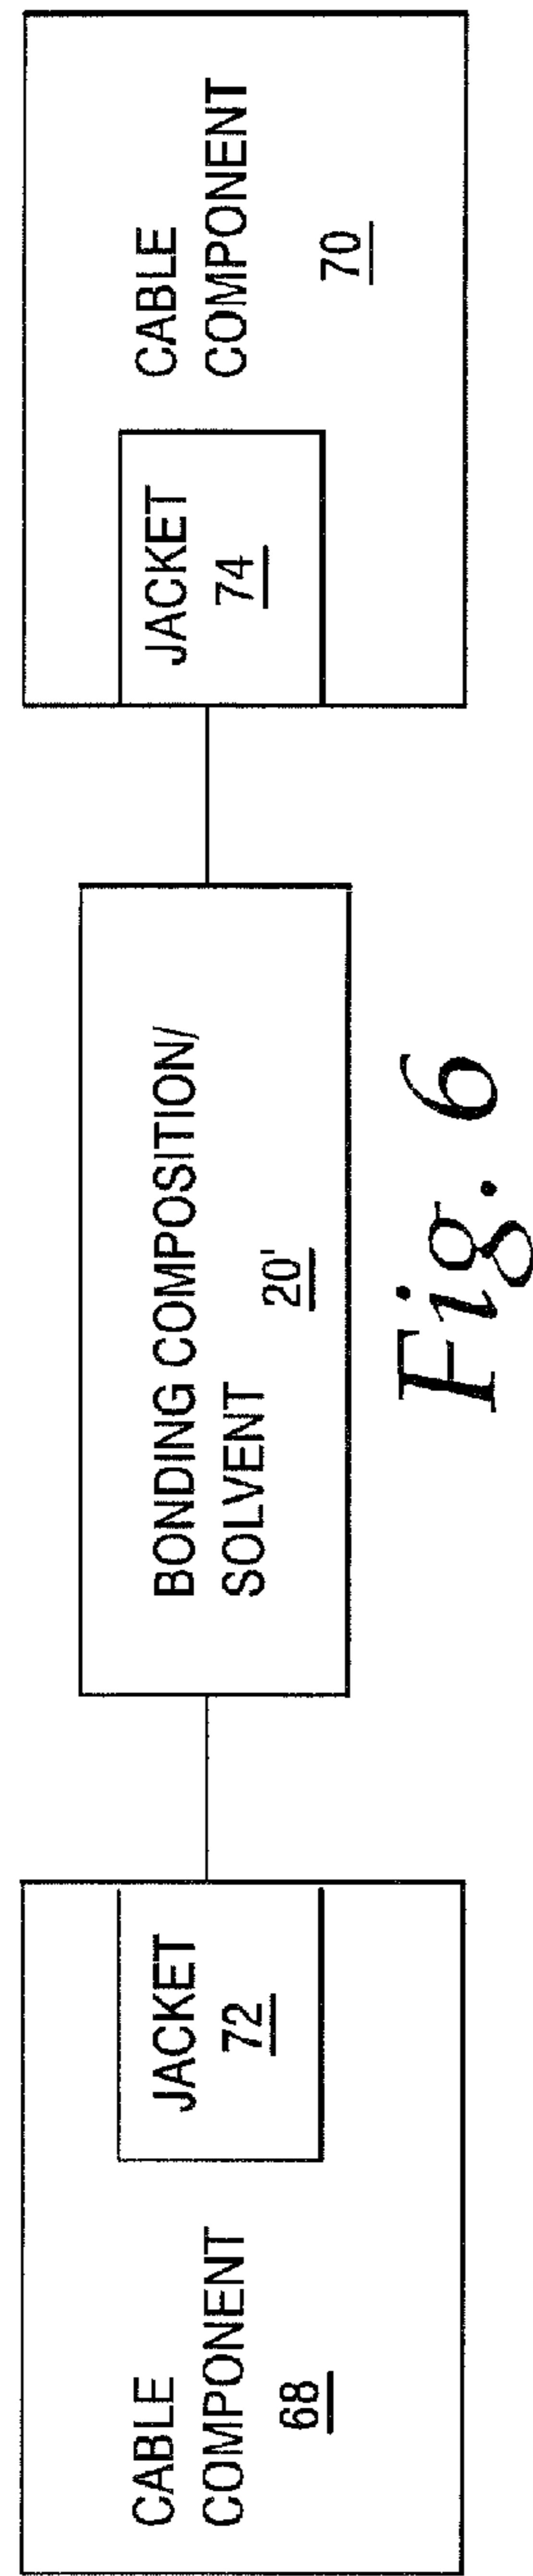 CABLE
COMPONENT
68
JACKET
72
BONDING COMPOSITION/
SOLVENT
20'
JACKET
74
CABLE
COMPONENT
70
Fig. 6